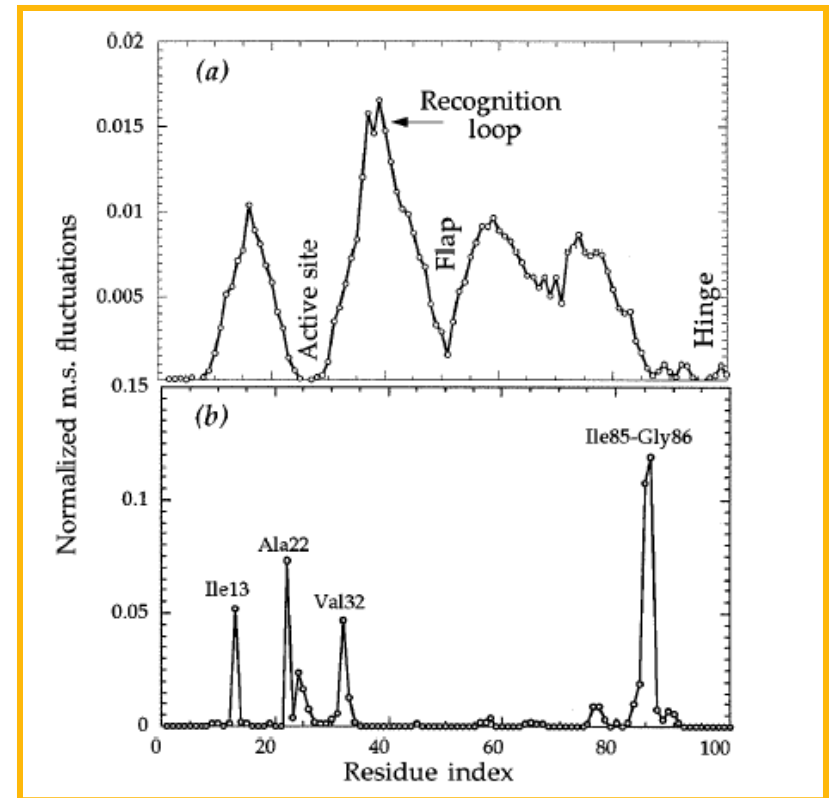 0.02
(a)
Recognition
loop
0.015
0.01
0.005
Active site
Flap
Hinge
0.15
(b)
Ile85-Gly86
0.1
Ala22
Ile13
Val32
0.05
0
0 20 40 60 80 100
Residue index
Normalized m.s. fluctuations